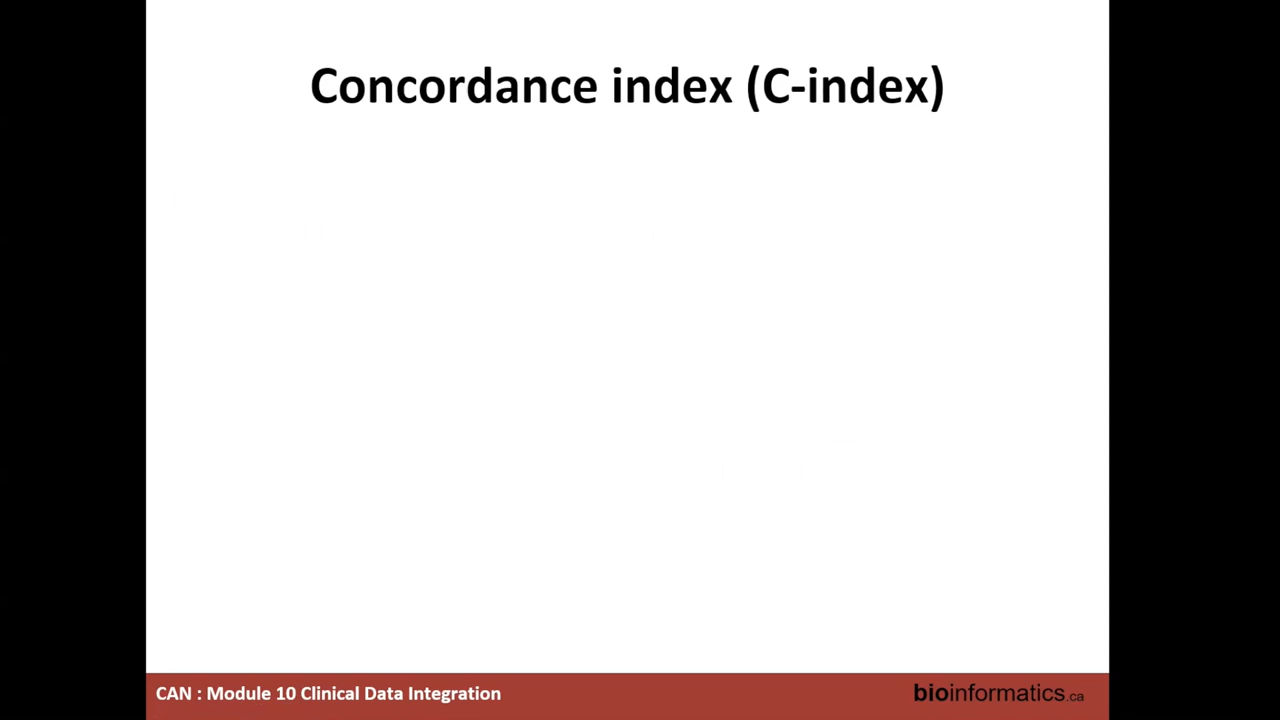 Concordance index (C-index)
CAN : Module 10 Clinical Data Integration
bioinformatics.ca